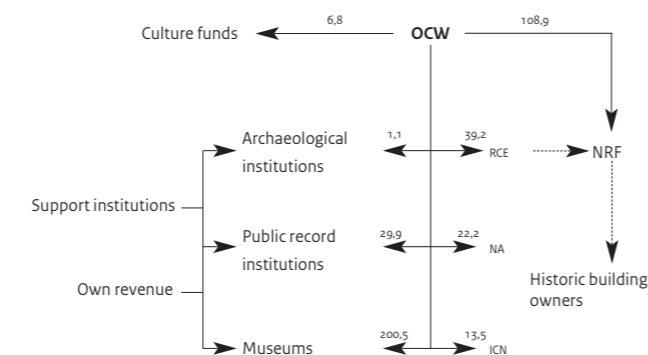 Culture funds 6,8 OCW 108,9
Archaeological 1,1 39,2
institutions RCE NRF
Support institutions
Public record 29,9 22,2
institutions NA
Historic building
Own revenue owners
Museums 200,5 13,5 ICN